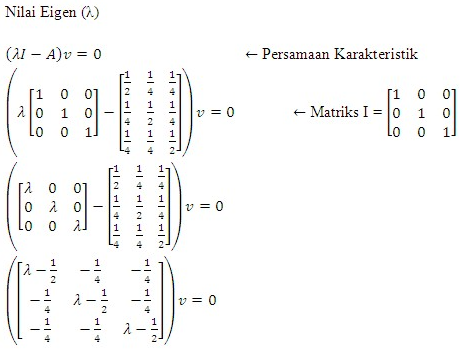 Nilai Eigen (λ)
(λI − A)v = 0 ← Persamaan Karakteristik
(λ [1 0 0; 0 1 0; 0 0 1] − [1/2 1/4 1/4; 1/4 1/2 1/4; 1/4 1/4 1/2]) v = 0 ← Matriks I = [1 0 0; 0 1 0; 0 0 1]
([λ 0 0; 0 λ 0; 0 0 λ] − [1/2 1/4 1/4; 1/4 1/2 1/4; 1/4 1/4 1/2]) v = 0
([λ − 1/2 −1/4 −1/4; −1/4 λ − 1/2 −1/4; −1/4 −1/4 λ − 1/2]) v = 0